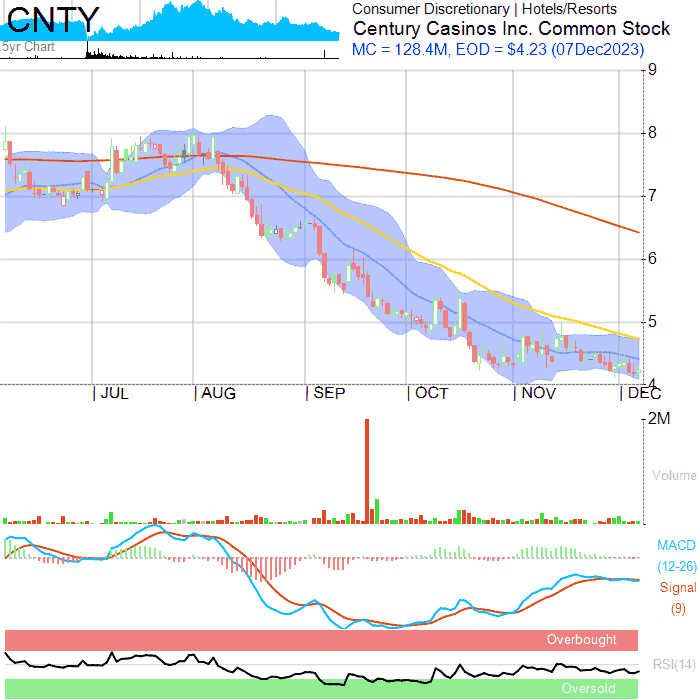 CNTY
5yr Chart
Consumer Discretionary | Hotels/Resorts
Century Casinos Inc. Common Stock
MC = 128.4M, EOD = $4.23 (07Dec2023)
9
8
7
6
5
4
JUL AUG SEP OCT NOV DEC
2M
Volume
MACD
(12-26)
Signal
(9)
Overbought
RSI(14)
Oversold